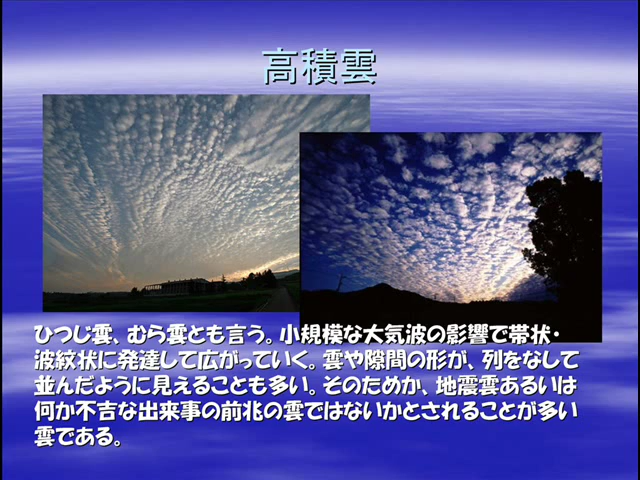 高積雲
ひつじ雲、むら雲とも言う。小規模な大気波の影響で帯状・
波紋状に発達して広がっていく。雲や隙間の形が、列をなして
並んだように見えることも多い。そのためか、地震雲あるいは
何か不吉な出来事の前兆の雲ではないかとされることが多い
雲である。